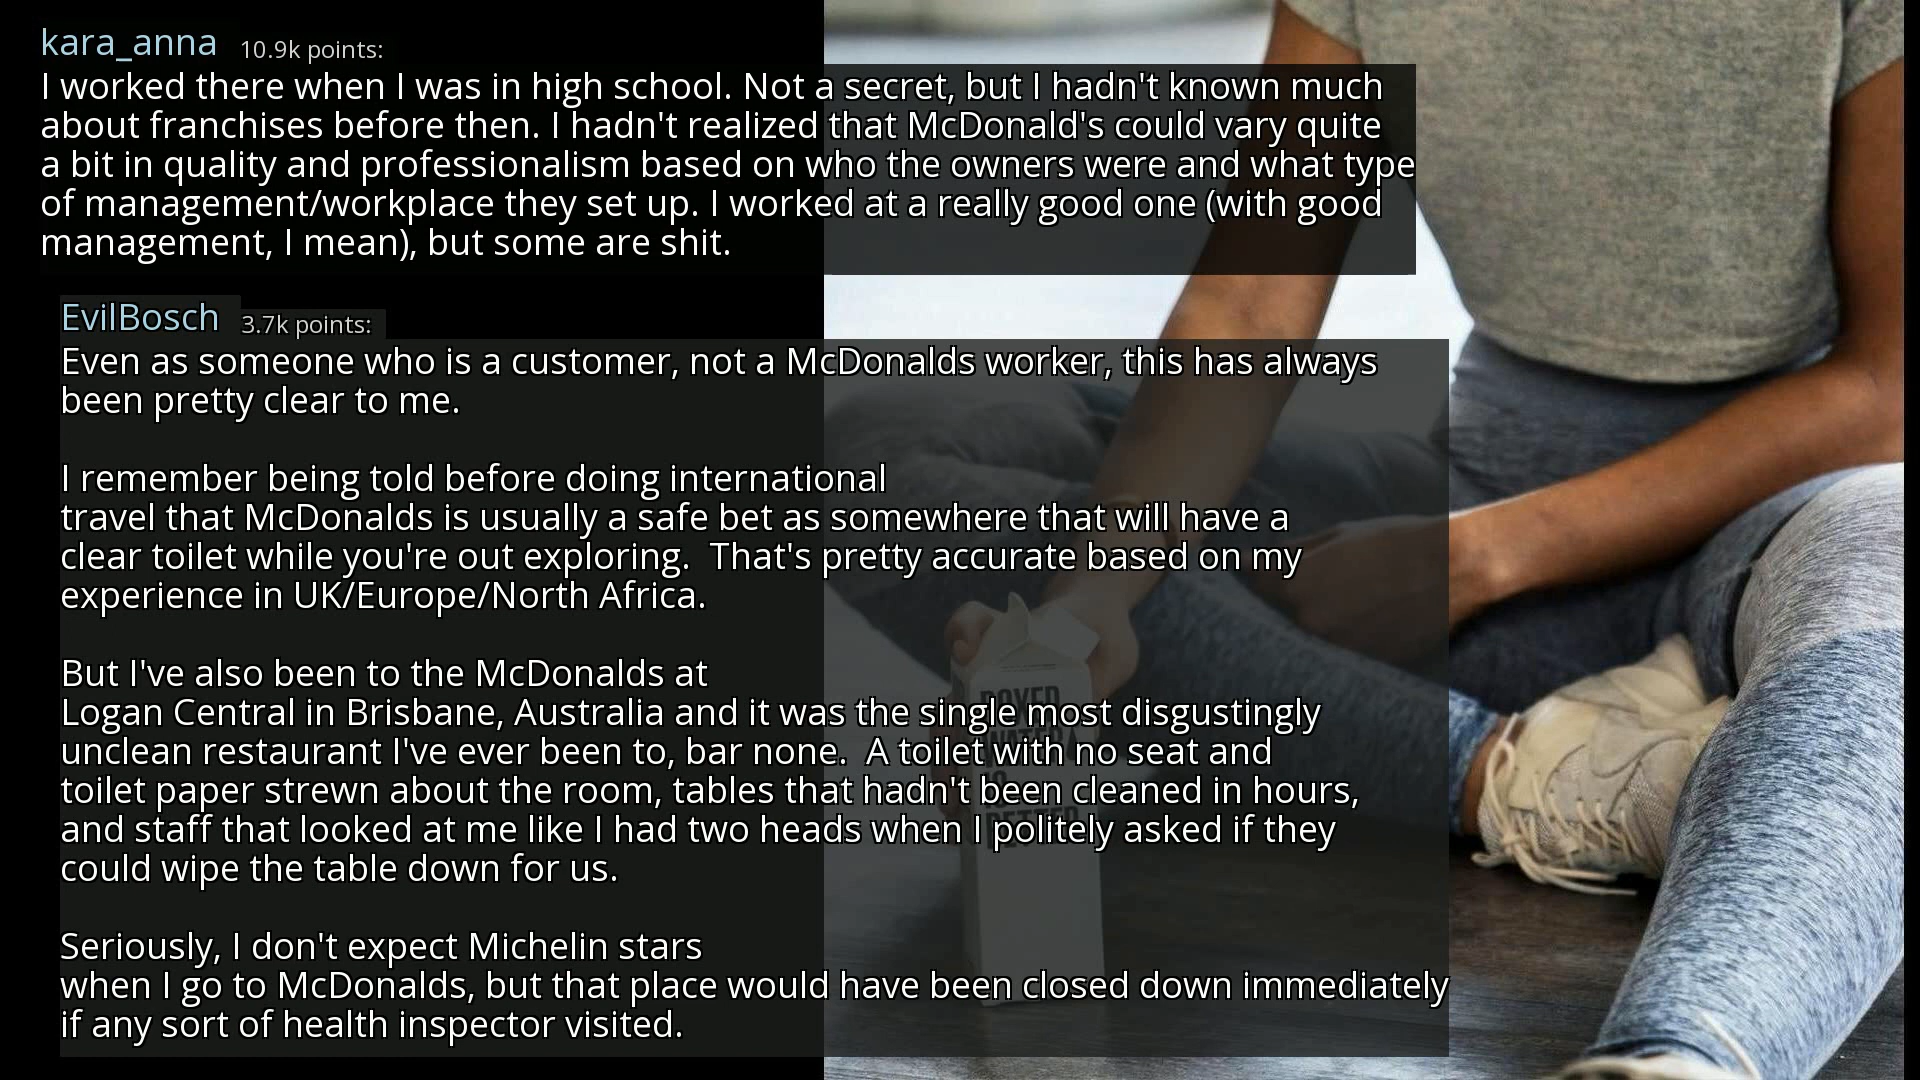 kara_anna 10.9k points:
I worked there when I was in high school. Not a secret, but I hadn't known much
about franchises before then. I hadn't realized that McDonald's could vary quite
a bit in quality and professionalism based on who the owners were and what type
of management/workplace they set up. I worked at a really good one (with good
management, I mean), but some are shit.
EvilBosch 3.7k points:
Even as someone who is a customer, not a McDonalds worker, this has always
been pretty clear to me.
I remember being told before doing international
travel that McDonalds is usually a safe bet as somewhere that will have a
clear toilet while you're out exploring.  That's pretty accurate based on my
experience in UK/Europe/North Africa.
But I've also been to the McDonalds at
Logan Central in Brisbane, Australia and it was the single most disgustingly
unclean restaurant I've ever been to, bar none.  A toilet with no seat and
toilet paper strewn about the room, tables that hadn't been cleaned in hours,
and staff that looked at me like I had two heads when I politely asked if they
could wipe the table down for us.
Seriously, I don't expect Michelin stars
when I go to McDonalds, but that place would have been closed down immediately
if any sort of health inspector visited.
BOXED
WATER
IS
BETTER